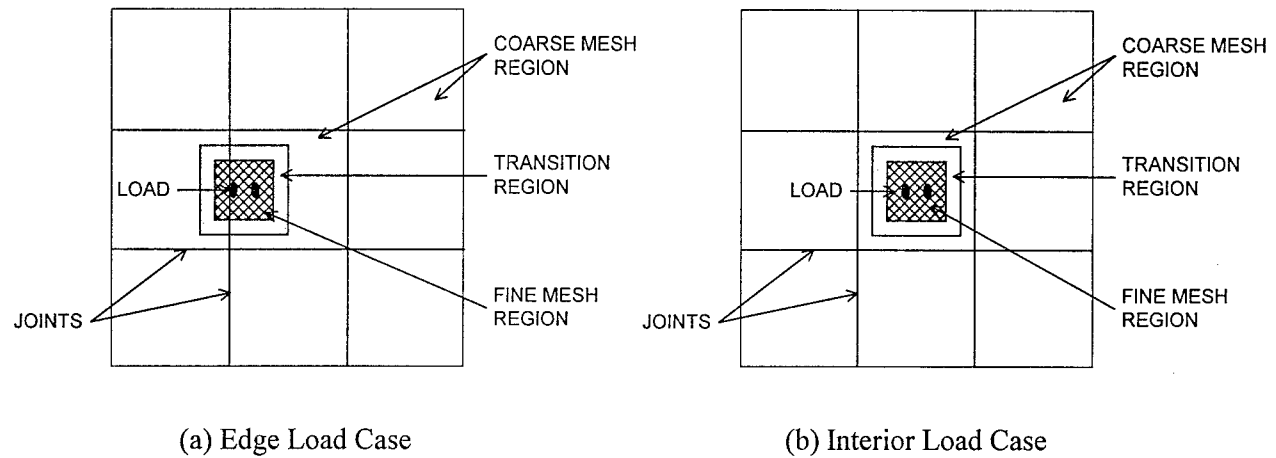 COARSE MESH
REGION
TRANSITION
REGION
LOAD
FINE MESH
REGION
JOINTS
(a) Edge Load Case
COARSE MESH
REGION
TRANSITION
REGION
LOAD
FINE MESH
REGION
JOINTS
(b) Interior Load Case